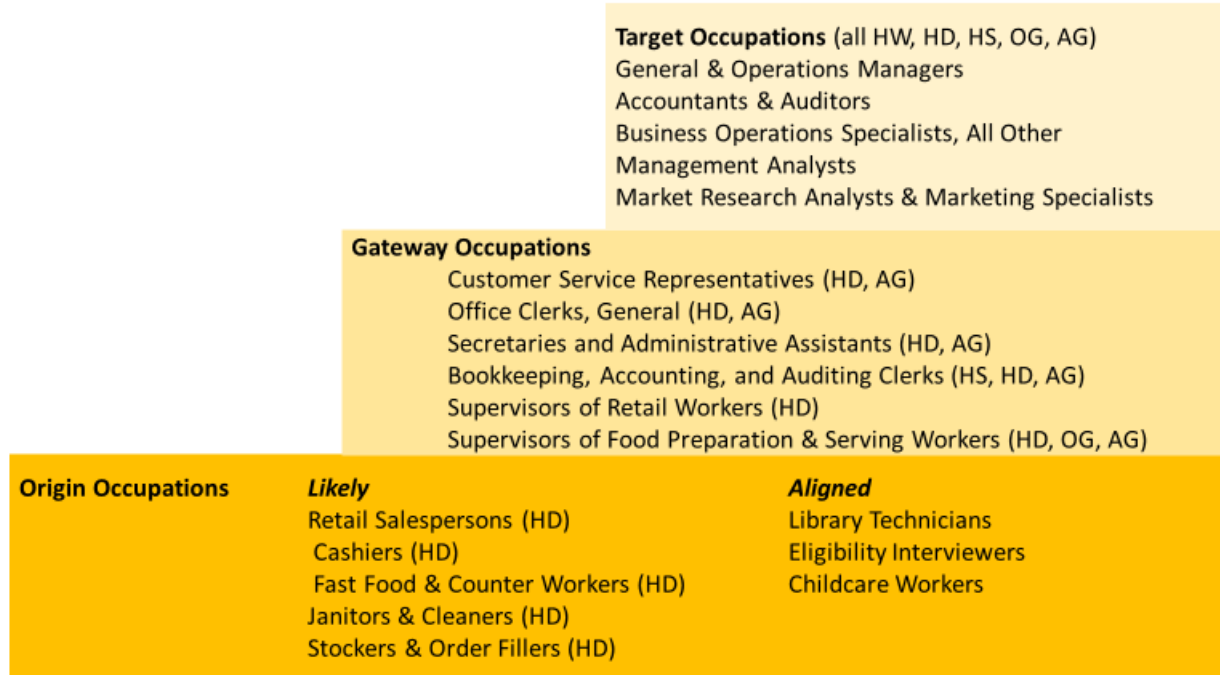 Target Occupations (all HW, HD, HS, OG, AG)
General & Operations Managers
Accountants & Auditors
Business Operations Specialists, All Other
Management Analysts
Market Research Analysts & Marketing Specialists
Gateway Occupations
Customer Service Representatives (HD, AG)
Office Clerks, General (HD, AG)
Secretaries and Administrative Assistants (HD, AG)
Bookkeeping, Accounting, and Auditing Clerks (HS, HD, AG)
Supervisors of Retail Workers (HD)
Supervisors of Food Preparation & Serving Workers (HD, OG, AG)
Origin Occupations
Likely
Retail Salespersons (HD)
Cashiers (HD)
Fast Food & Counter Workers (HD)
Janitors & Cleaners (HD)
Stockers & Order Fillers (HD)
Aligned
Library Technicians
Eligibility Interviewers
Childcare Workers